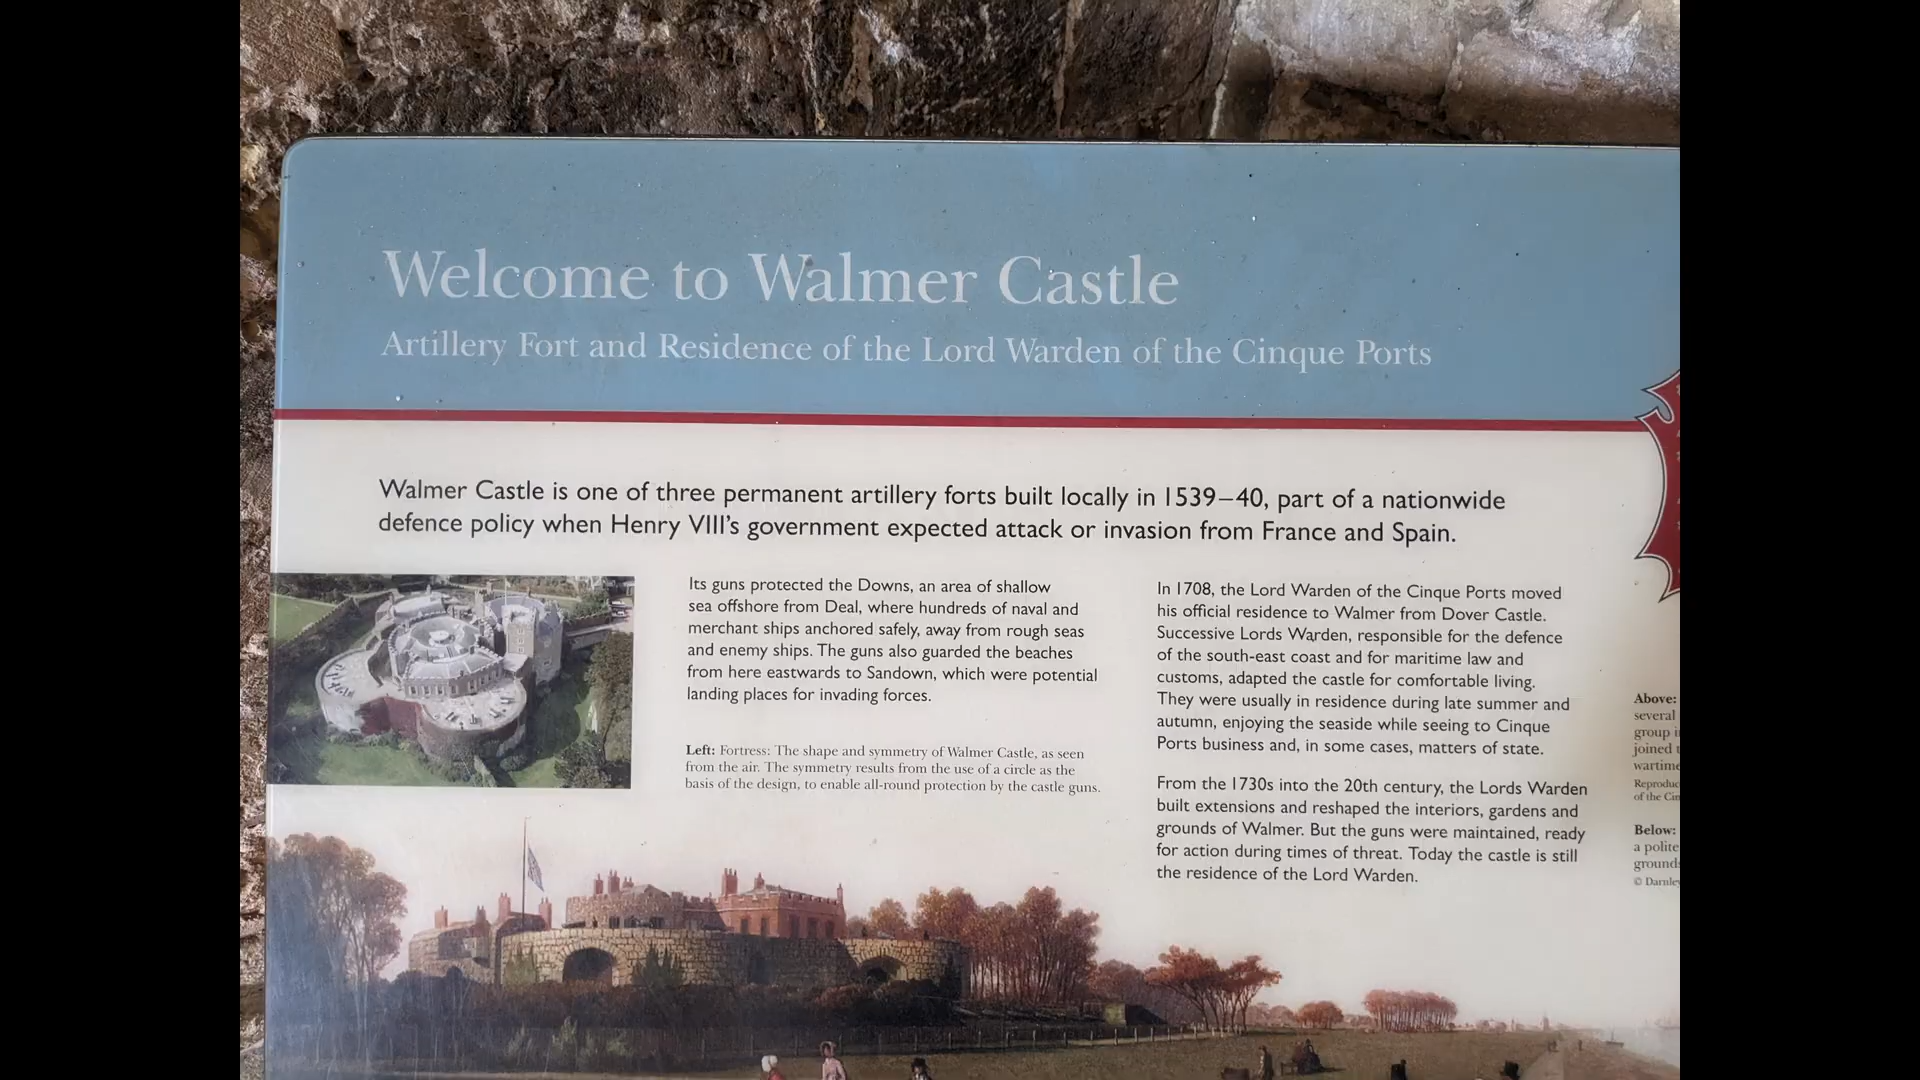 Welcome to Walmer Castle
Artillery Fort and Residence of the Lord Warden of the Cinque Ports
Walmer Castle is one of three permanent artillery forts built locally in 1539–40, part of a nationwide
defence policy when Henry VIII's government expected attack or invasion from France and Spain.
Its guns protected the Downs, an area of shallow
sea offshore from Deal, where hundreds of naval and
merchant ships anchored safely, away from rough seas
and enemy ships. The guns also guarded the beaches
from here eastwards to Sandown, which were potential
landing places for invading forces.
Left: Fortress: The shape and symmetry of Walmer Castle, as seen
from the air. The symmetry results from the use of a circle as the
basis of the design, to enable all-round protection by the castle guns.
In 1708, the Lord Warden of the Cinque Ports moved
his official residence to Walmer from Dover Castle.
Successive Lords Warden, responsible for the defence
of the south-east coast and for maritime law and
customs, adapted the castle for comfortable living.
They were usually in residence during late summer and
autumn, enjoying the seaside while seeing to Cinque
Ports business and, in some cases, matters of state.
From the 1730s into the 20th century, the Lords Warden
built extensions and reshaped the interiors, gardens and
grounds of Walmer. But the guns were maintained, ready
for action during times of threat. Today the castle is still
the residence of the Lord Warden.
Above:
several
group
joined
wartime
of the
Below:
a polite
©